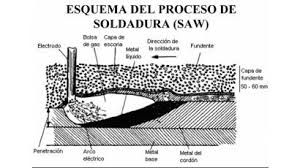 ESQUEMA DEL PROCESO DE
SOLDADURA (SAW)
Electrodo
Bolsa
de gas
Capa de
escoria
Metal
líquido
Dirección de
la soldadura
Fundente
Capa de
fundente
50 - 60 mm
Penetración
Arco
eléctrico
Metal
base
Metal del
cordón